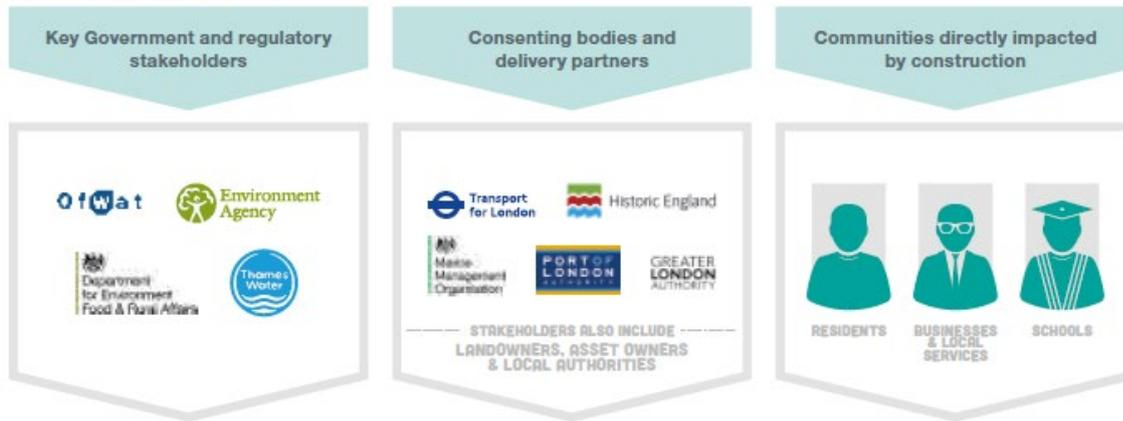 Key Government and regulatory
stakeholders
Ofwat
Environment
Agency
Department
for Environment
Food & Rural Affairs
Thames
Water
Consenting bodies and
delivery partners
Transport
for London
Historic England
Marine
Management
Organisation
PORT OF
LONDON
AUTHORITY
GREATER
LONDON
AUTHORITY
STAKEHOLDERS ALSO INCLUDE
LANDOWNERS, ASSET OWNERS
& LOCAL AUTHORITIES
Communities directly impacted
by construction
RESIDENTS
BUSINESSES
& LOCAL
SERVICES
SCHOOLS